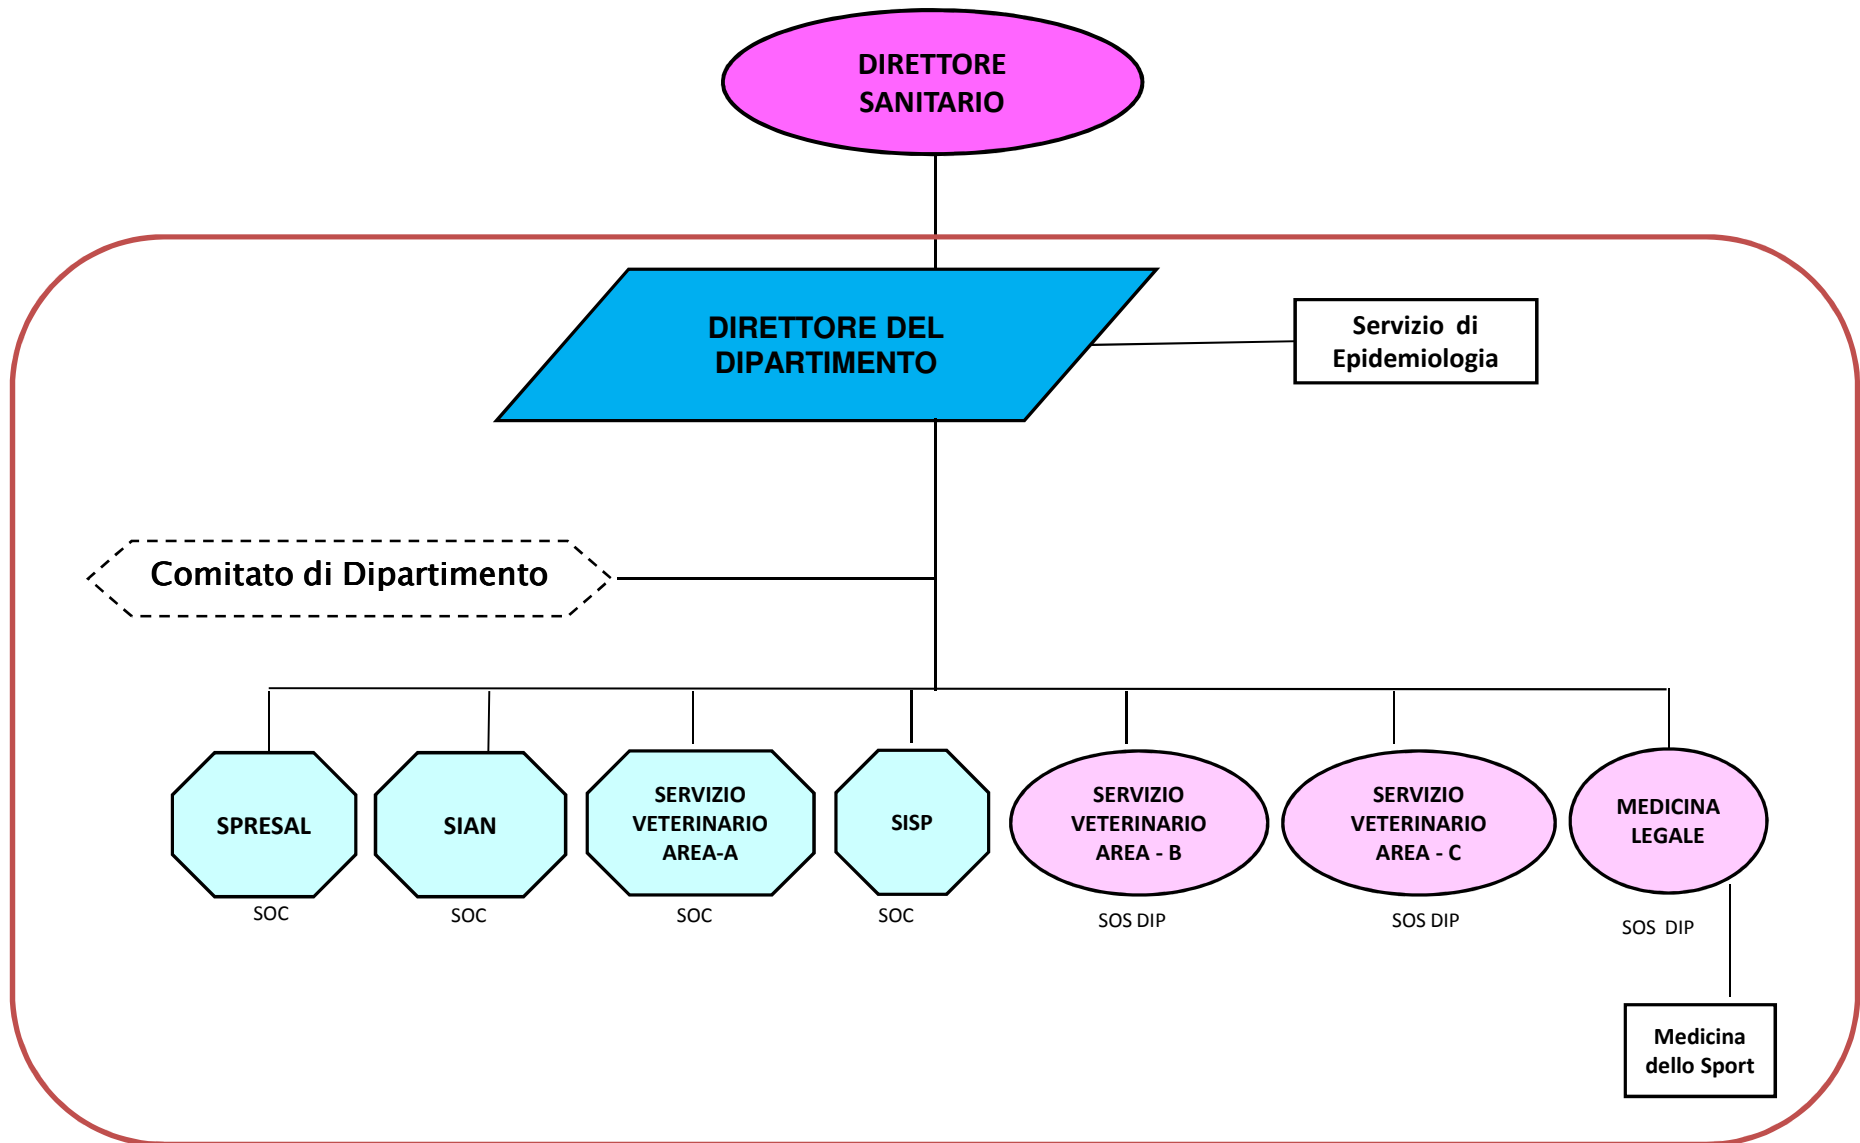 DIRETTORE
SANITARIO
DIRETTORE DEL
DIPARTIMENTO
Servizio di
Epidemiologia
Comitato di Dipartimento
SPRESAL
SOC
SIAN
SOC
SERVIZIO
VETERINARIO
AREA-A
SOC
SISP
SOC
SERVIZIO
VETERINARIO
AREA - B
SOS DIP
SERVIZIO
VETERINARIO
AREA - C
SOS DIP
MEDICINA
LEGALE
SOS DIP
Medicina
dello Sport